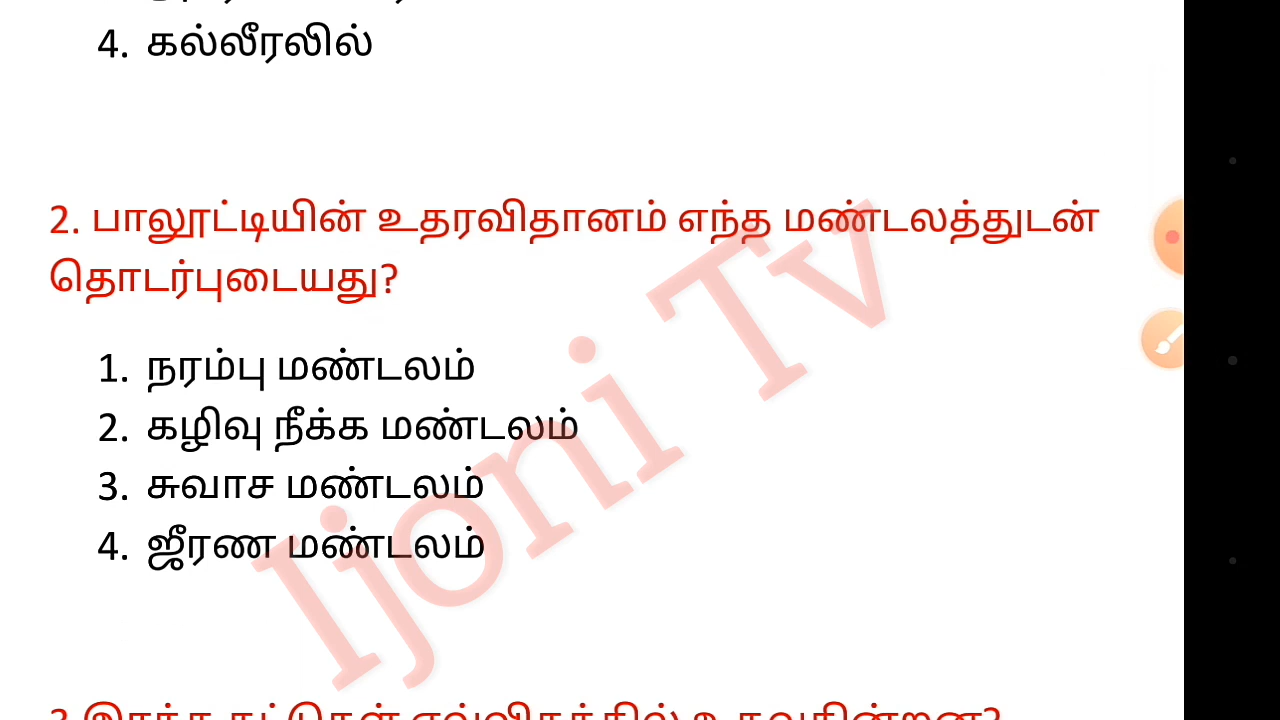 4. கல்லீரலில்
2. பாலூட்டியின் உதரவிதானம் எந்த மண்டலத்துடன்
தொடர்புடையது?
1. நரம்பு மண்டலம்
2. கழிவு நீக்க மண்டலம்
3. சுவாச மண்டலம்
4. ஜீரண மண்டலம்
Ijoni Tv